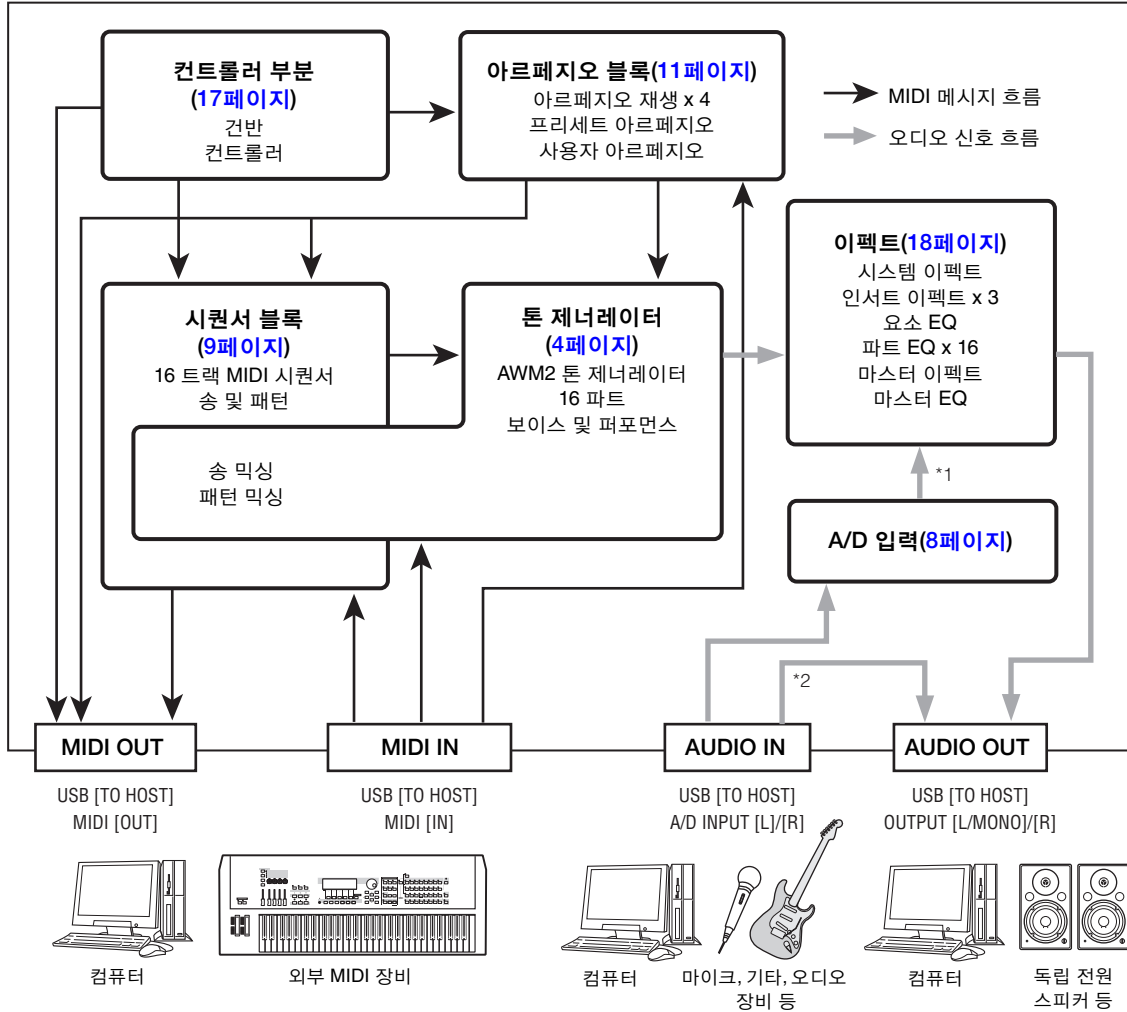 컨트롤러 부분
(17페이지)
건반
컨트롤러
아르페지오 블록(11페이지)
아르페지오 재생 x 4
프리세트 아르페지오
사용자 아르페지오
MIDI 메시지 흐름
오디오 신호 흐름
이펙트(18페이지)
시스템 이펙트
인서트 이펙트 x 3
요소 EQ
파트 EQ x 16
마스터 이펙트
마스터 EQ
시퀀서 블록
(9페이지)
16 트랙 MIDI 시퀀서
송 및 패턴
톤 제너레이터
(4페이지)
AWM2 톤 제너레이터
16 파트
보이스 및 퍼포먼스
송 믹싱
패턴 믹싱
*1
A/D 입력(8페이지)
*2
MIDI OUT
MIDI IN
AUDIO IN
AUDIO OUT
USB [TO HOST]
MIDI [OUT]
USB [TO HOST]
MIDI [IN]
USB [TO HOST]
A/D INPUT [L]/[R]
USB [TO HOST]
OUTPUT [L/MONO]/[R]
컴퓨터
외부 MIDI 장비
컴퓨터
마이크, 기타, 오디오
장비 등
컴퓨터
독립 전원
스피커 등